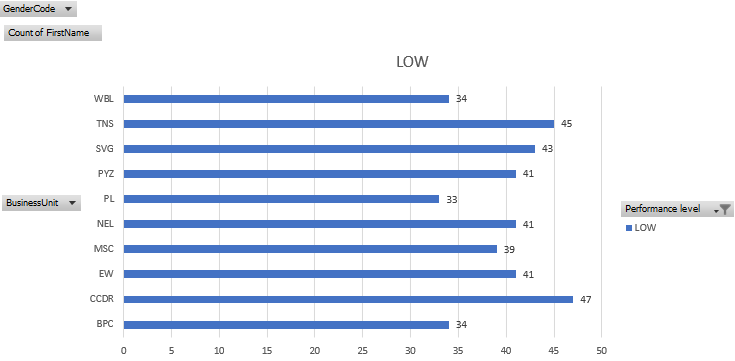 GenderCode
Count of FirstName
LOW
WBL 34
TNS 45
SVG 43
PYZ 41
PL 33
BusinessUnit
Performance level
NEL 41
LOW
MSC 39
EW 41
CCDR 47
BPC 34
0 5 10 15 20 25 30 35 40 45 50